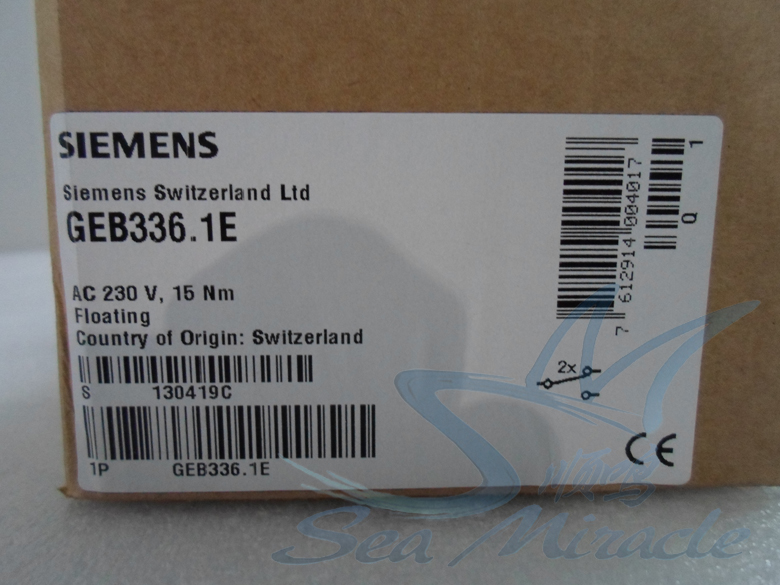 SIEMENS
Siemens Switzerland Ltd
GEB336.1E
AC 230 V, 15 Nm
Floating
Country of Origin: Switzerland
S 130419C
1P GEB336.1E
7 612914 004017
1
Q
2x
CE
Sea Miracle